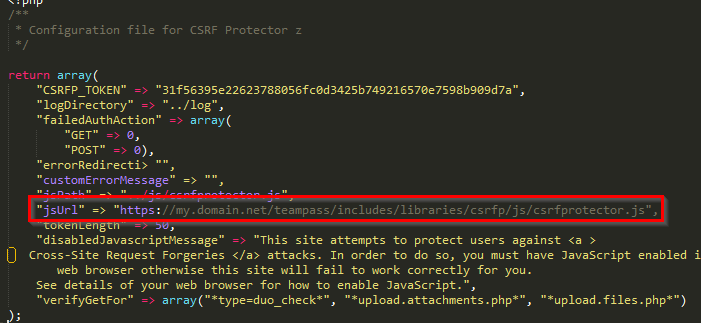 <?php
/**
* Configuration file for CSRF Protector z
*/
return array(
"CSRFP_TOKEN" => "31f56395e22623788056fc0d3425b749216570e7598b909d7a",
"logDirectory" => "../log",
"failedAuthAction" => array(
"GET" => 0,
"POST" => 0),
"errorRedirecti> "",
"customErrorMessage" => "",
"jsPath" => "../js/csrfprotector.js",
"jsUrl" => "https://my.domain.net/teampass/includes/libraries/csrfp/js/csrfprotector.js",
"tokenLength" => 50,
"disabledJavascriptMessage" => "This site attempts to protect users against <a >
Cross-Site Request Forgeries </a> attacks. In order to do so, you must have JavaScript enabled i
web browser otherwise this site will fail to work correctly for you.
See details of your web browser for how to enable JavaScript.",
"verifyGetFor" => array("*type=duo_check*", "*upload.attachments.php*", "*upload.files.php*")
);